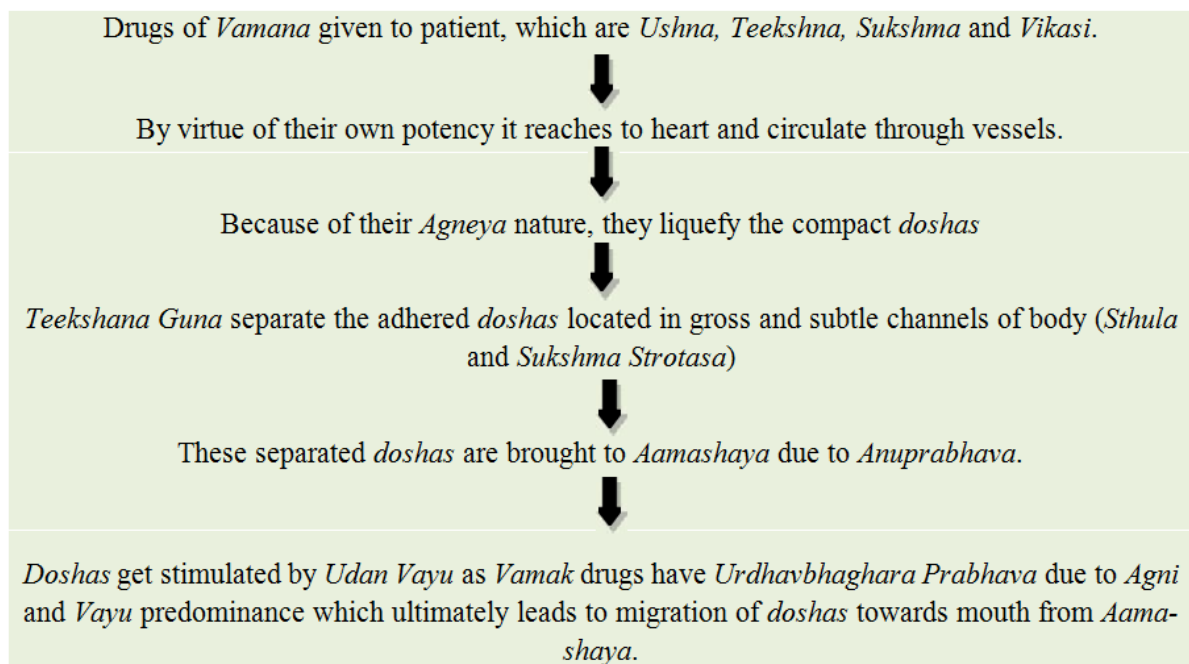 Drugs of Vamana given to patient, which are Ushna, Teekshna, Sukshma and Vikasi.
By virtue of their own potency it reaches to heart and circulate through vessels.
Because of their Agneya nature, they liquefy the compact doshas
Teekshana Guna separate the adhered doshas located in gross and subtle channels of body (Sthula
and Sukshma Strotasa)
These separated doshas are brought to Aamashaya due to Anuprabhava.
Doshas get stimulated by Udan Vayu as Vamak drugs have Urdhavbhaghara Prabhava due to Agni
and Vayu predominance which ultimately leads to migration of doshas towards mouth from Aama-
shaya.